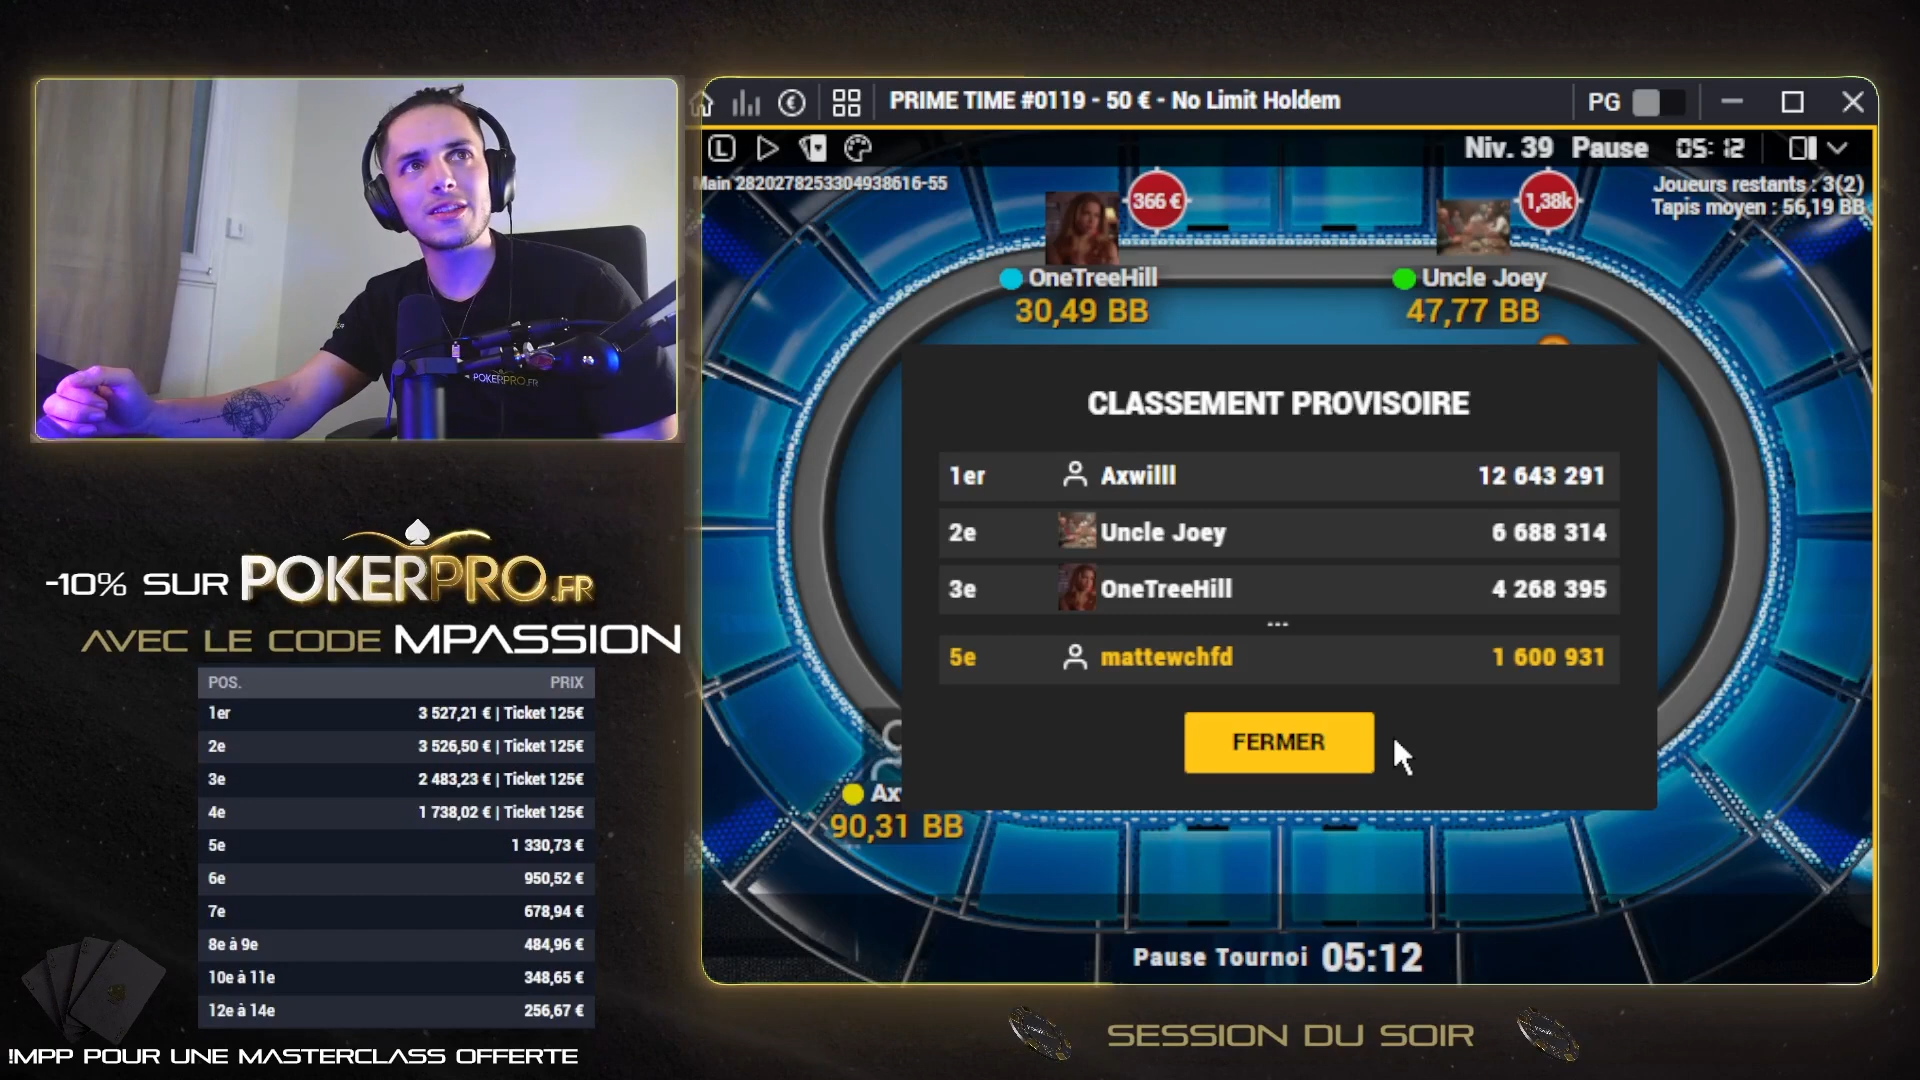 PRIME TIME #0119 - 50 € - No Limit Holdem
PG
Niv. 39 Pause 05:12
Main 2820278253304938616-55
Joueurs restants : 3(2)
Tapis moyen : 56,19 BB
366 €
1,38k
OneTreeHill
30,49 BB
Uncle Joey
47,77 BB
CLASSEMENT PROVISOIRE
1er Axwilll 12 643 291
2e Uncle Joey 6 688 314
3e OneTreeHill 4 268 395
...
5e mattewchfd 1 600 931
FERMER
Ax
90,31 BB
Pause Tournoi 05:12
POKERPRO.FR
-10% SUR POKERPRO.FR
AVEC LE CODE MPASSION
POS. PRIX
1er 3 527,21 € | Ticket 125€
2e 3 526,50 € | Ticket 125€
3e 2 483,23 € | Ticket 125€
4e 1 738,02 € | Ticket 125€
5e 1 330,73 €
6e 950,52 €
7e 678,94 €
8e à 9e 484,96 €
10e à 11e 348,65 €
12e à 14e 256,67 €
!MPP POUR UNE MASTERCLASS OFFERTE
SESSION DU SOIR